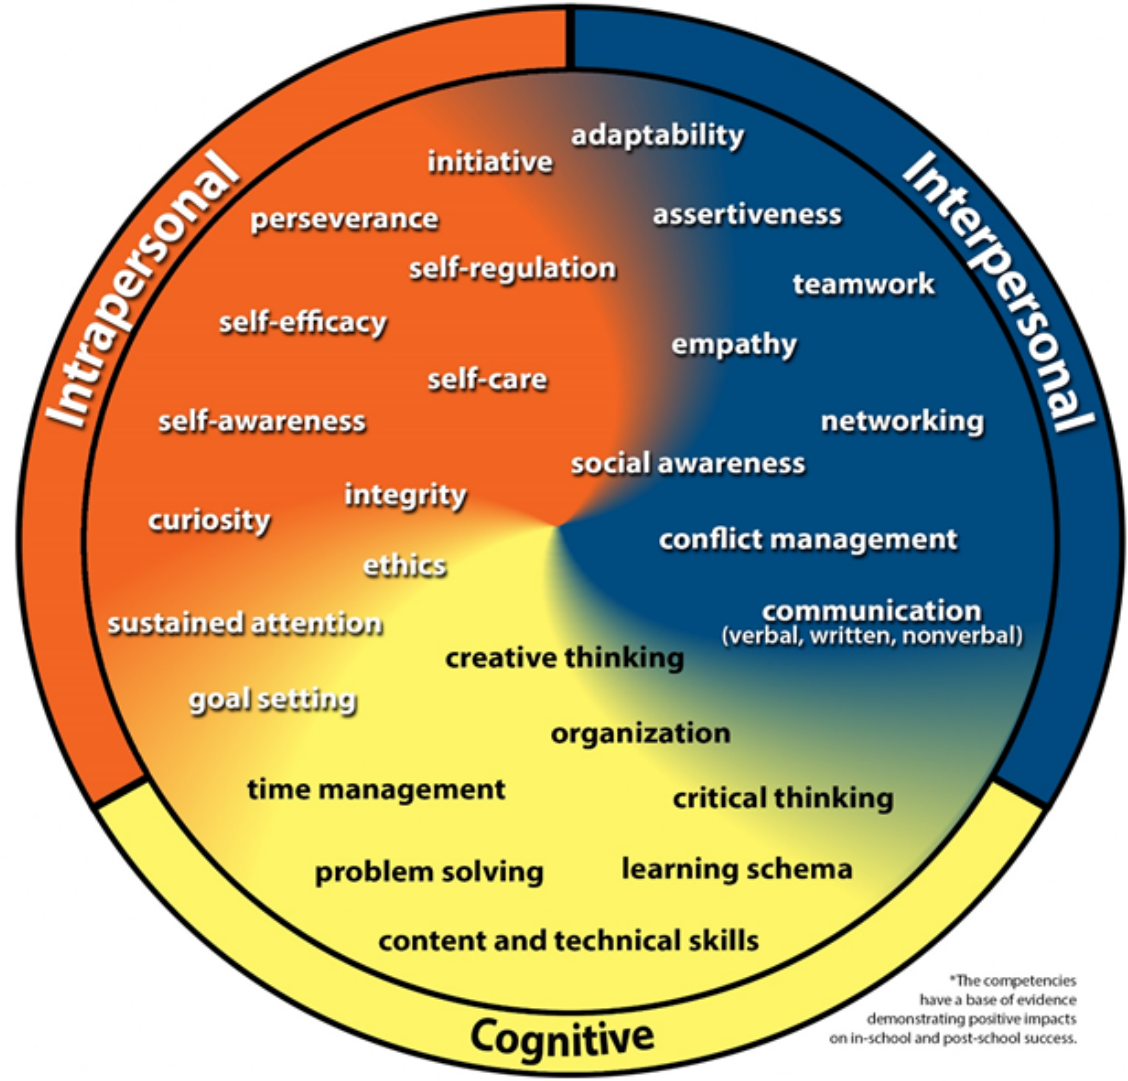 Intrapersonal
Interpersonal
adaptability
initiative
assertiveness
perseverance
self-regulation
teamwork
self-efficacy
empathy
self-care
self-awareness
networking
social awareness
integrity
curiosity
conflict management
ethics
communication
(verbal, written, nonverbal)
sustained attention
creative thinking
goal setting
organization
time management
critical thinking
problem solving
learning schema
content and technical skills
Cognitive
*The competencies
have a base of evidence
demonstrating positive impacts
on in-school and post-school success.